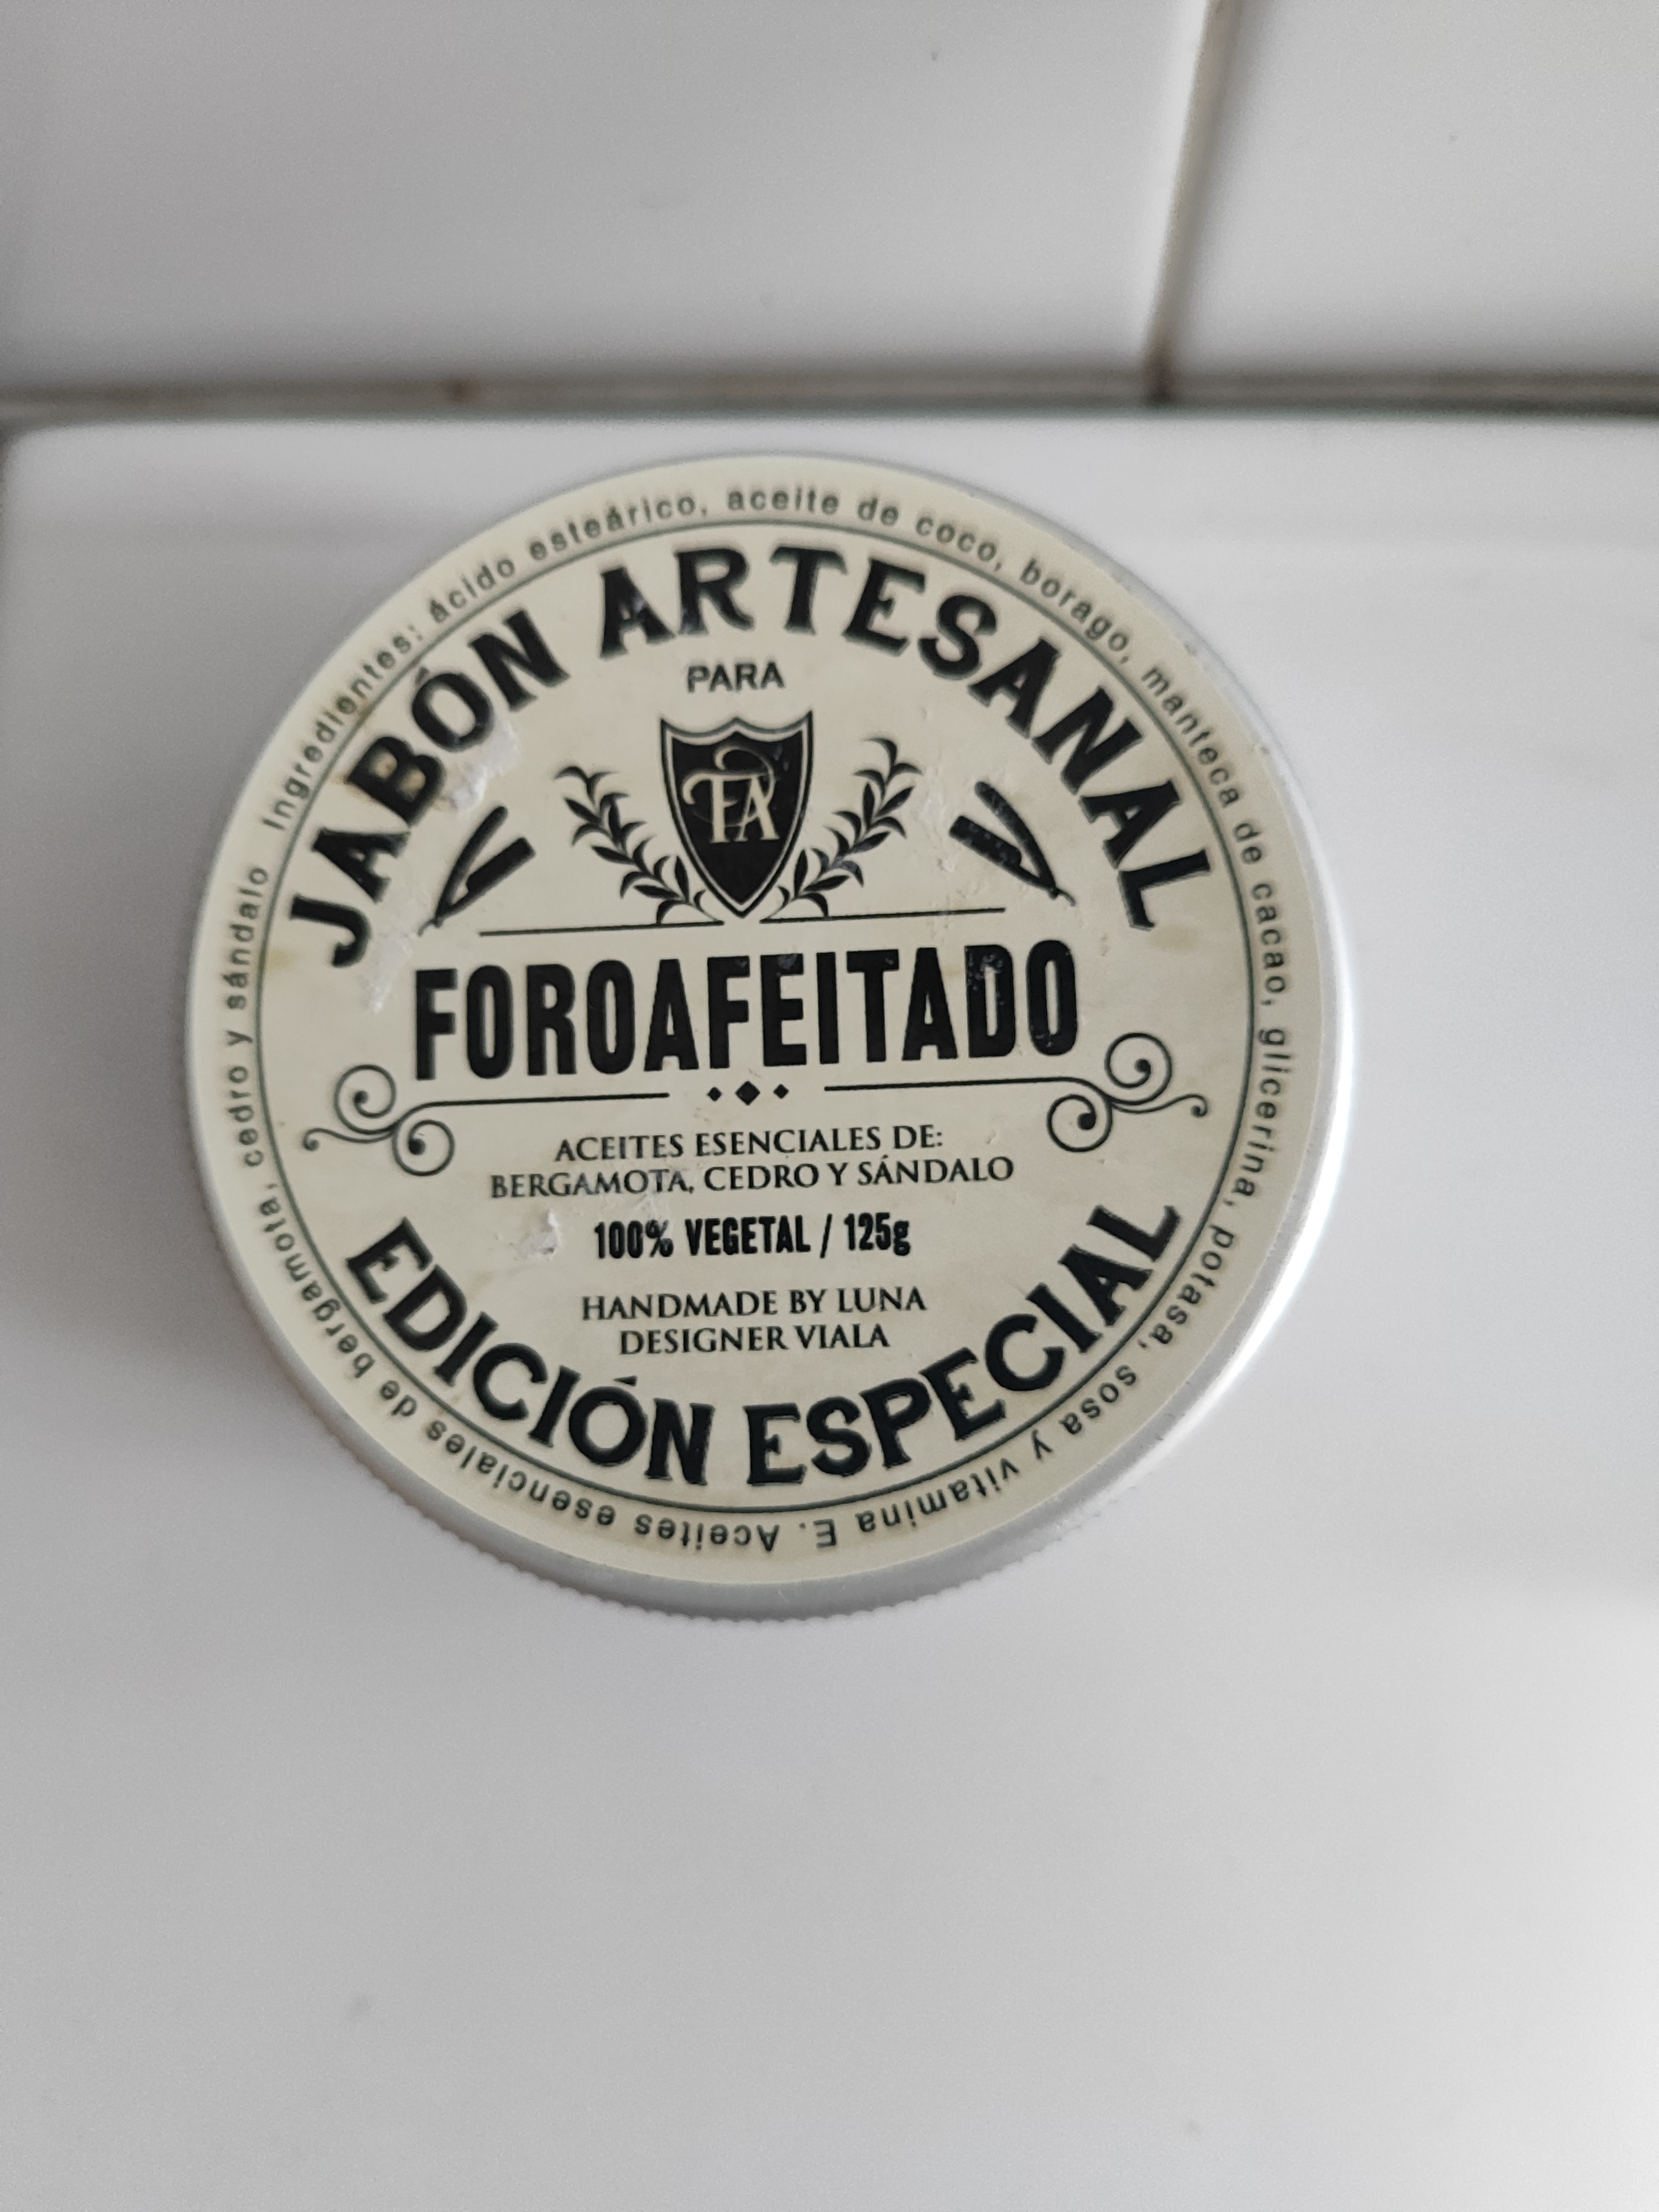 Ingredientes: ácido esteárico, aceite de coco, borago, manteca de cacao, glicerina, potasa, sosa y vitamina E. Aceites esenciales de bergamota, cedro y sándalo
JABÓN ARTESANAL
PARA
FA
FOROAFEITADO
ACEITES ESENCIALES DE:
BERGAMOTA, CEDRO Y SÁNDALO
100% VEGETAL / 125g
HANDMADE BY LUNA
DESIGNER VIALA
EDICIÓN ESPECIAL